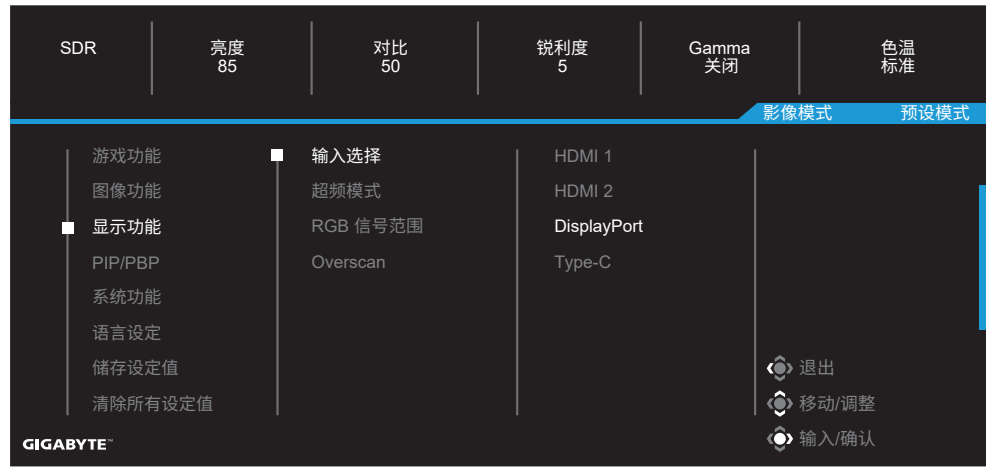 SDR
亮度
85
对比
50
锐利度
5
Gamma
关闭
色温
标准
影像模式
预设模式
游戏功能
图像功能
显示功能
PIP/PBP
系统功能
语言设定
储存设定值
清除所有设定值
输入选择
超频模式
RGB 信号范围
Overscan
HDMI 1
HDMI 2
DisplayPort
Type-C
退出
移动/调整
输入/确认
GIGABYTE™